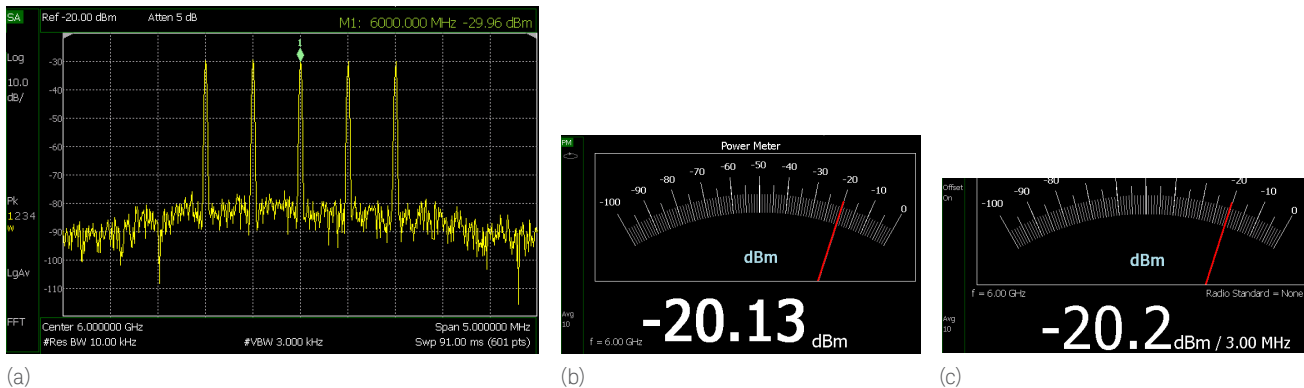 SA
Ref -20.00 dBm Atten 5 dB
M1: 6000.000 MHz -29.96 dBm
1
Log
10.0
dB/
-30
-40
-50
-60
-70
-80
-90
-100
-110
Pk
1234
w
LgAv
FFT
Center 6.000000 GHz Span 5.000000 MHz
#Res BW 10.00 kHz #VBW 3.000 kHz Swp 91.00 ms (601 pts)
(a)
PM
Power Meter
-100 -90 -80 -70 -60 -50 -40 -30 -20 -10 0
dBm
Avg
10
f = 6.00 GHz
-20.13 dBm
(b)
Offset
On
-100 -90 -80 -20 -10 0
dBm
f = 6.00 GHz Radio Standard = None
Avg
10
-20.2 dBm / 3.00 MHz
(c)